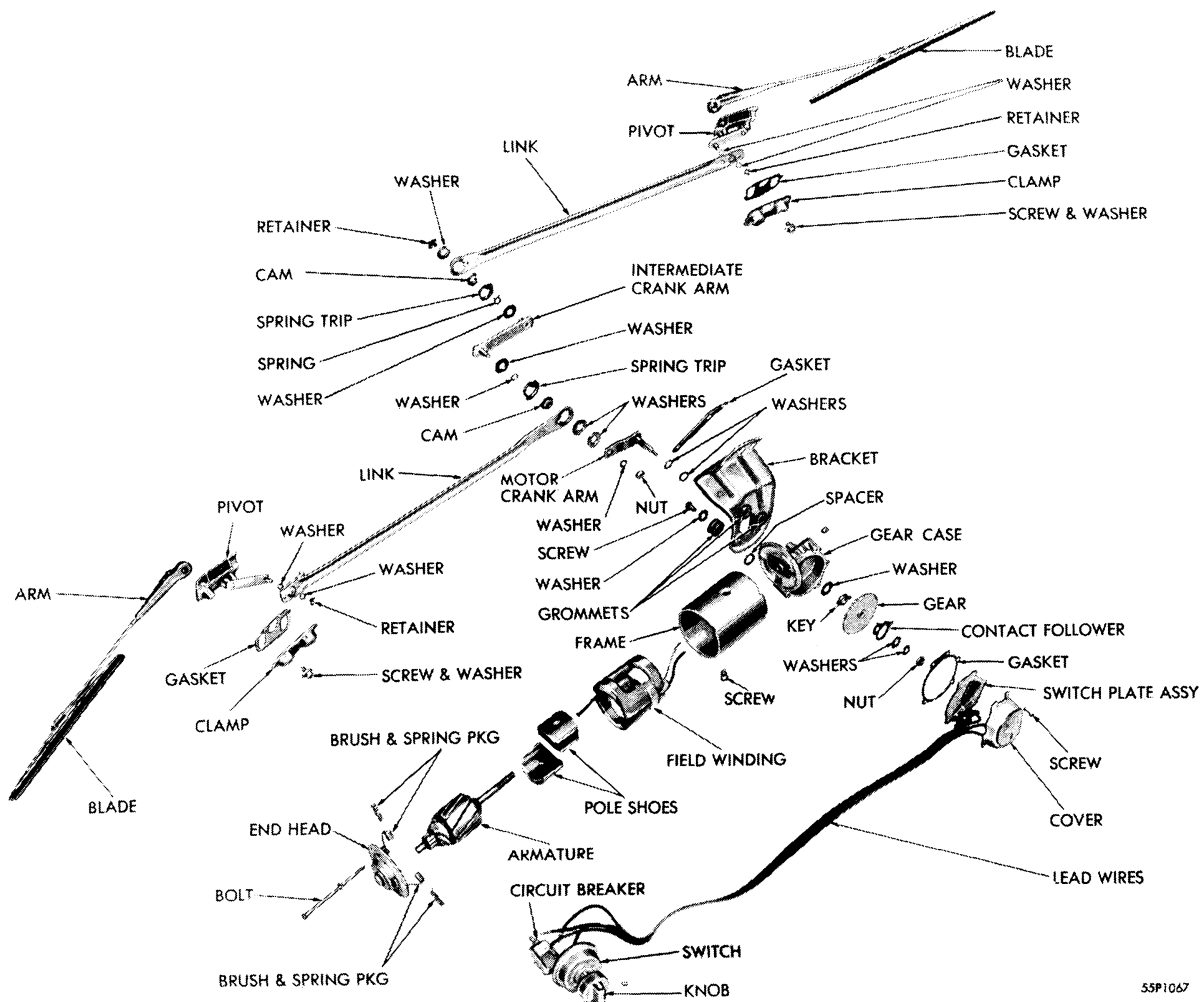 BLADE
ARM
WASHER
PIVOT
RETAINER
LINK
GASKET
WASHER
CLAMP
RETAINER
SCREW & WASHER
CAM
INTERMEDIATE
CRANK ARM
SPRING TRIP
WASHER
SPRING
SPRING TRIP
GASKET
WASHER
WASHER
WASHERS
WASHERS
CAM
LINK
MOTOR
CRANK ARM
BRACKET
NUT
SPACER
PIVOT
WASHER
WASHER
SCREW
GEAR CASE
WASHER
WASHER
WASHER
ARM
GROMMETS
KEY
GEAR
RETAINER
FRAME
CONTACT FOLLOWER
WASHERS
GASKET
GASKET
SCREW & WASHER
SCREW
NUT
SWITCH PLATE ASSY
CLAMP
BRUSH & SPRING PKG
FIELD WINDING
SCREW
BLADE
POLE SHOES
COVER
END HEAD
ARMATURE
BOLT
CIRCUIT BREAKER
LEAD WIRES
SWITCH
BRUSH & SPRING PKG
KNOB
55P1067